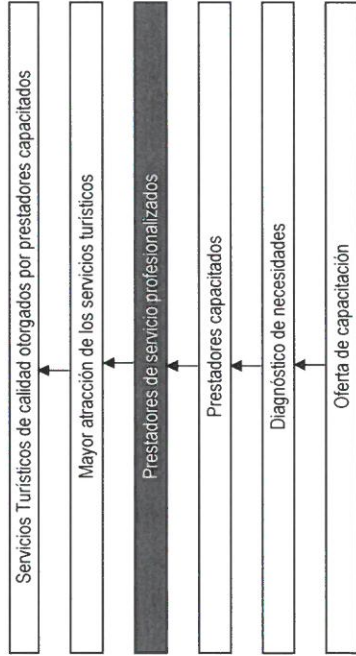 Servicios Turísticos de calidad otorgados por prestadores capacitados
Mayor atracción de los servicios turísticos
Prestadores de servicio profesionalizados
Prestadores capacitados
Diagnóstico de necesidades
Oferta de capacitación